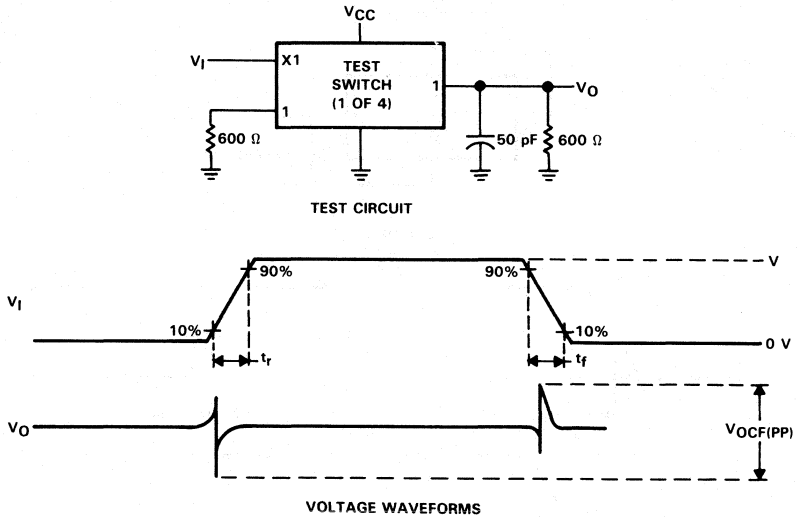 VCC
VI
X1
TEST
SWITCH
(1 OF 4)
1
1
VO
600 Ω
50 pF
600 Ω
TEST CIRCUIT
V
90%
90%
VI
10%
10%
0 V
tr
tf
VO
VOCF(PP)
VOLTAGE WAVEFORMS